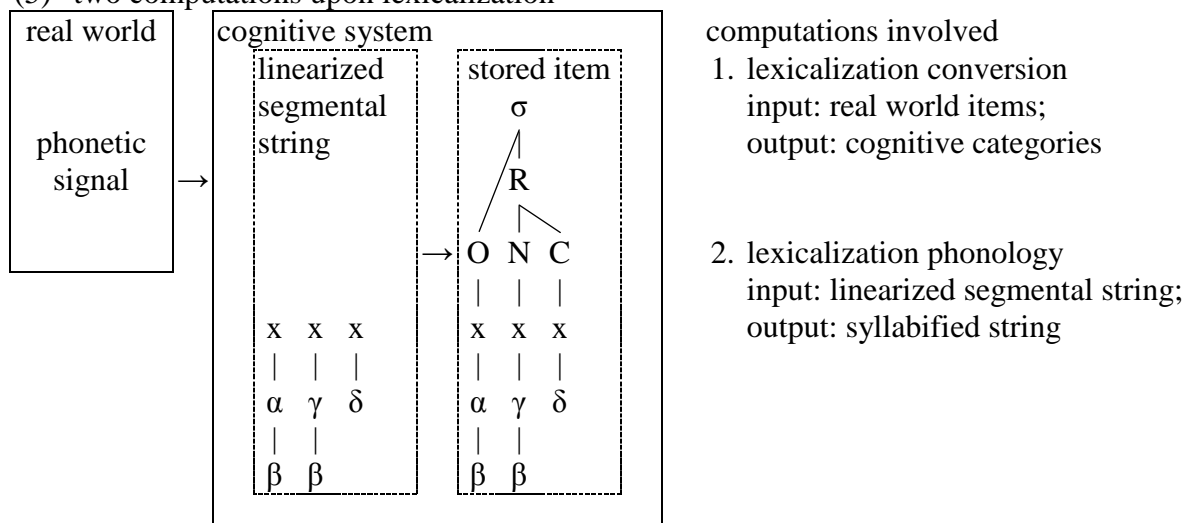 (3) two computations upon lexicalization
real world
phonetic
signal
→
cognitive system
linearized
segmental
string
x x x
α γ δ
β β
→
stored item
σ
R
O N C
x x x
α γ δ
β β
computations involved
1. lexicalization conversion
input: real world items;
output: cognitive categories
2. lexicalization phonology
input: linearized segmental string;
output: syllabified string